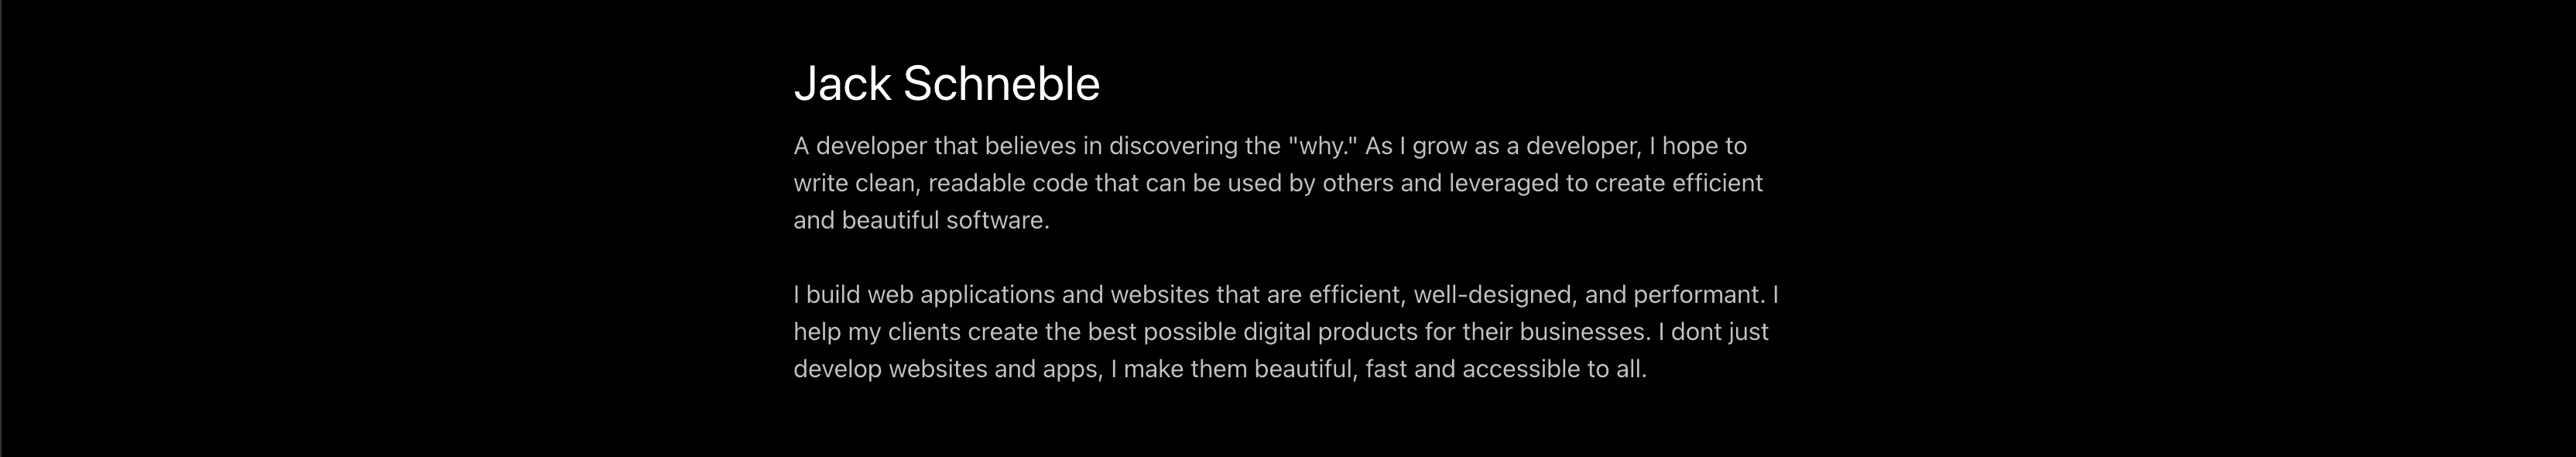 Jack Schneble
A developer that believes in discovering the "why." As I grow as a developer, I hope to
write clean, readable code that can be used by others and leveraged to create efficient
and beautiful software.
I build web applications and websites that are efficient, well-designed, and performant. I
help my clients create the best possible digital products for their businesses. I dont just
develop websites and apps, I make them beautiful, fast and accessible to all.